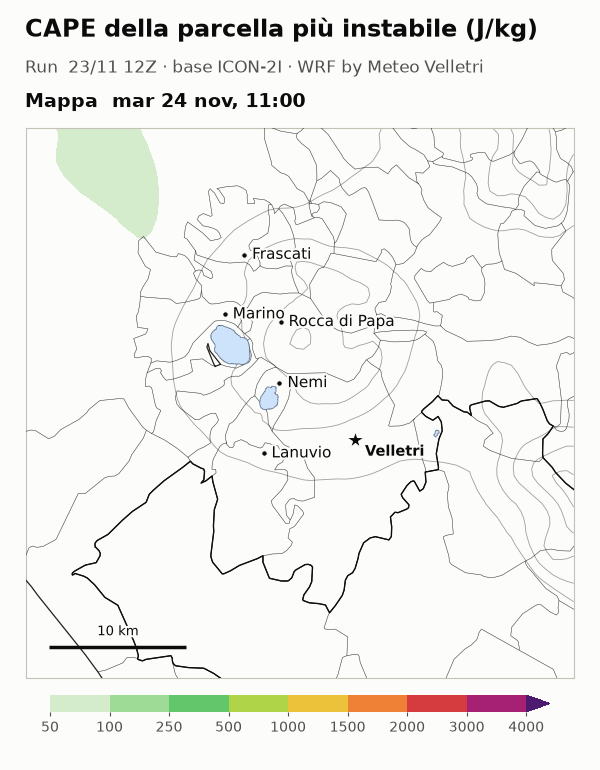 CAPE della parcella più instabile (J/kg)
Run  23/11 12Z · base ICON-2I · WRF by Meteo Velletri
Mappa  mar 24 nov, 11:00
Frascati
Marino
Rocca di Papa
Nemi
Velletri
Lanuvio
10 km
50 100 250 500 1000 1500 2000 3000 4000